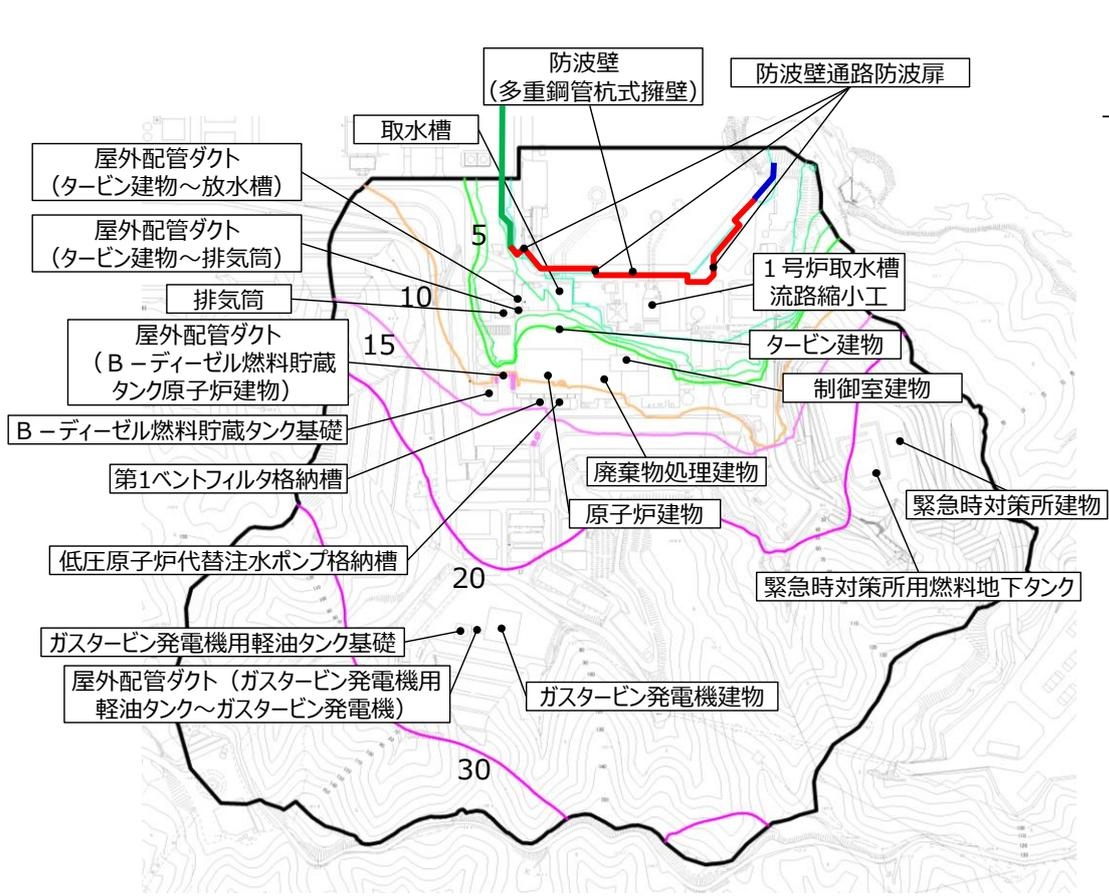 防波壁
（多重鋼管杭式擁壁）
防波壁通路防波扉
取水槽
屋外配管ダクト
（タービン建物～放水槽）
屋外配管ダクト
（タービン建物～排気筒）
5
１号炉取水槽
流路縮小工
排気筒
10
屋外配管ダクト
（Ｂ－ディーゼル燃料貯蔵
タンク原子炉建物）
15
タービン建物
制御室建物
Ｂ－ディーゼル燃料貯蔵タンク基礎
第1ベントフィルタ格納槽
廃棄物処理建物
原子炉建物
緊急時対策所建物
低圧原子炉代替注水ポンプ格納槽
20
緊急時対策所用燃料地下タンク
ガスタービン発電機用軽油タンク基礎
屋外配管ダクト（ガスタービン発電機用
軽油タンク～ガスタービン発電機）
ガスタービン発電機建物
30